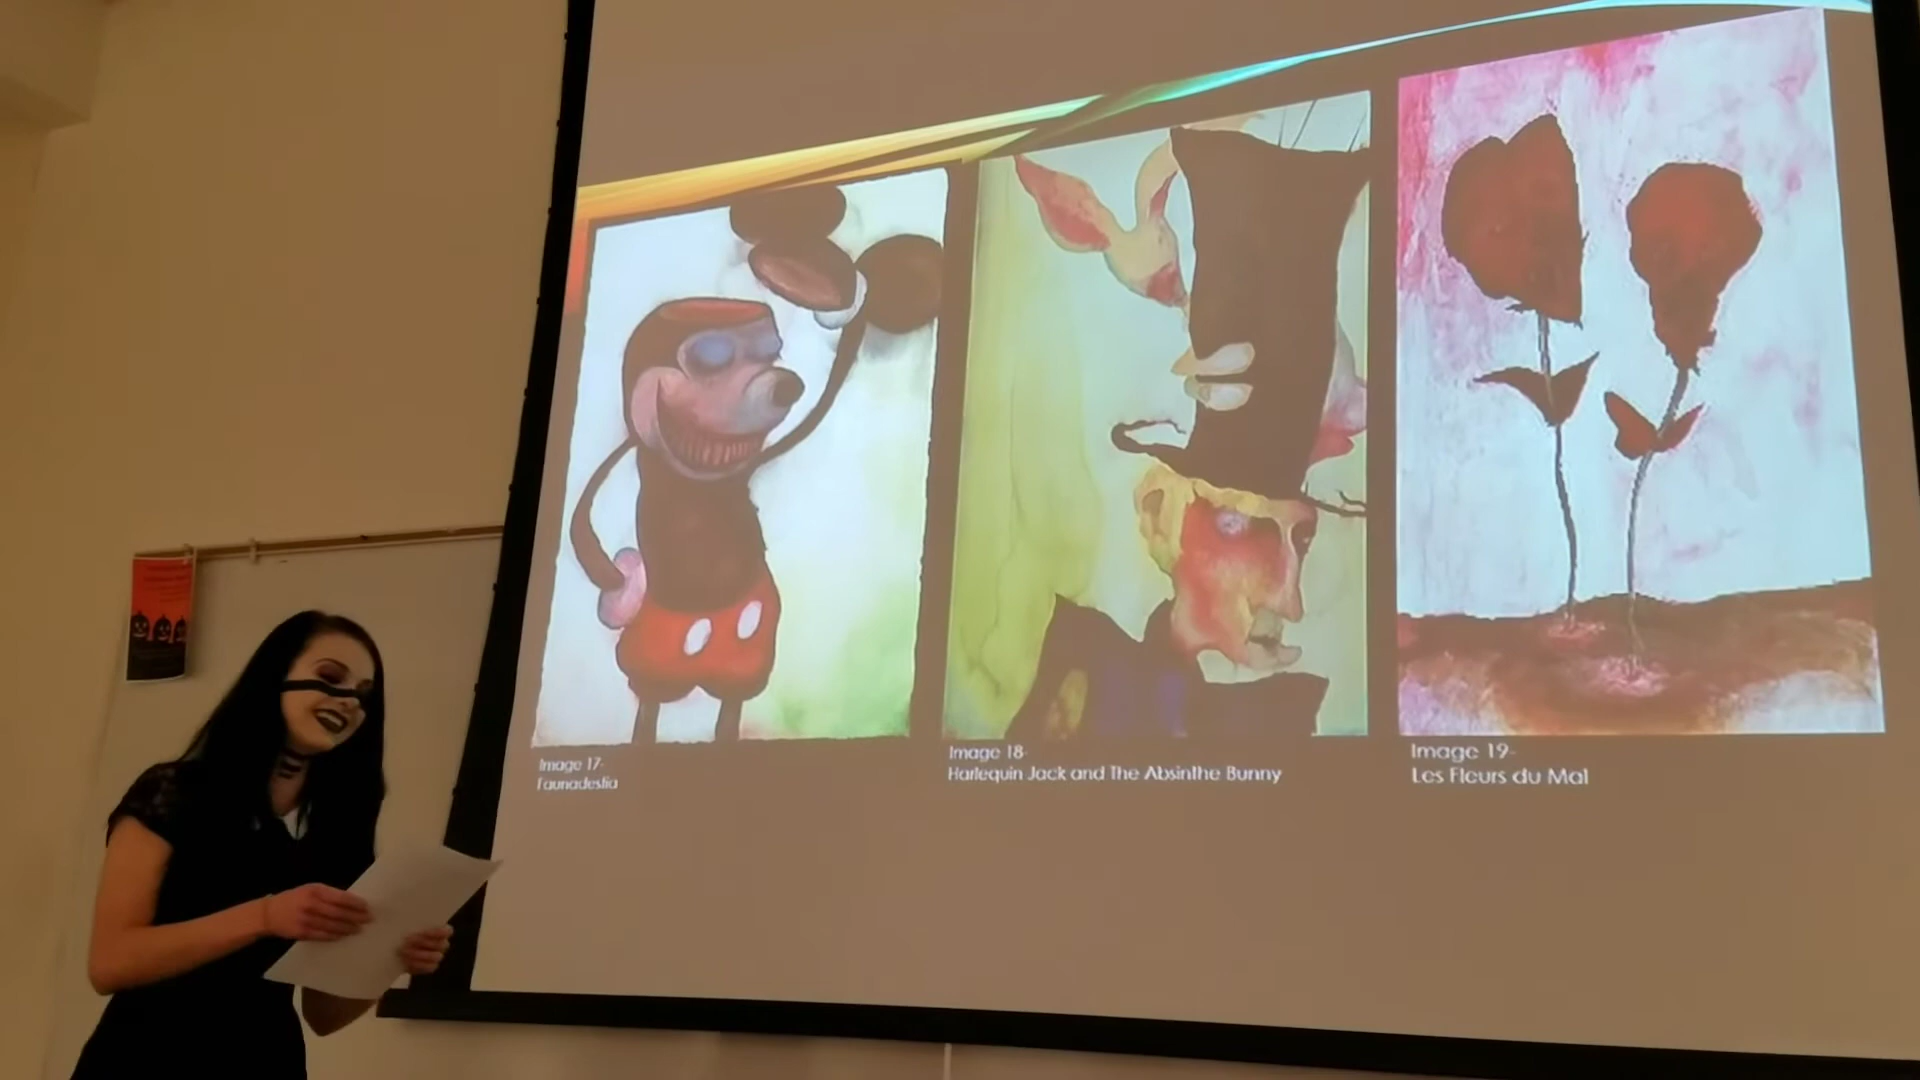 Image 17-
Faunadestia
Image 18-
Harlequin Jack and The Absinthe Bunny
Image 19-
Les Fleurs du Mal